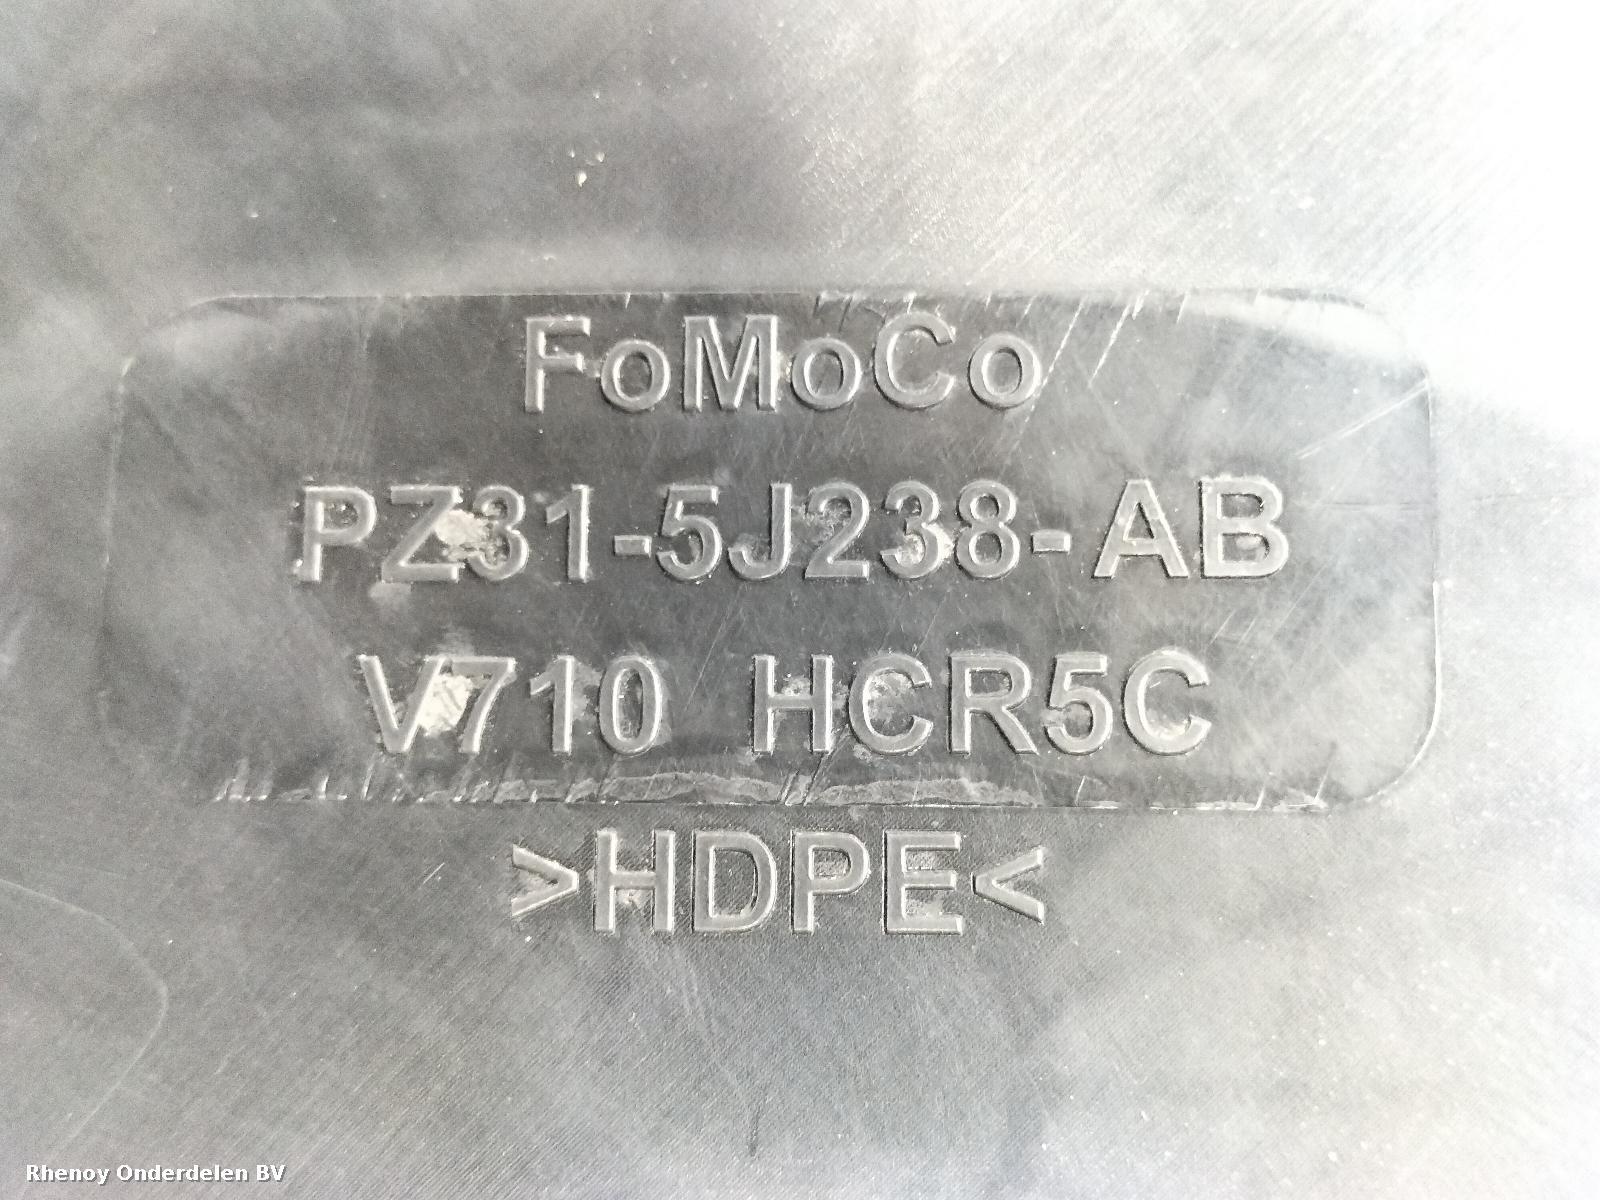 FoMoCo
PZ31-5J238-AB
V710 HCR5C
>HDPE<
Rhenoy Onderdelen BV